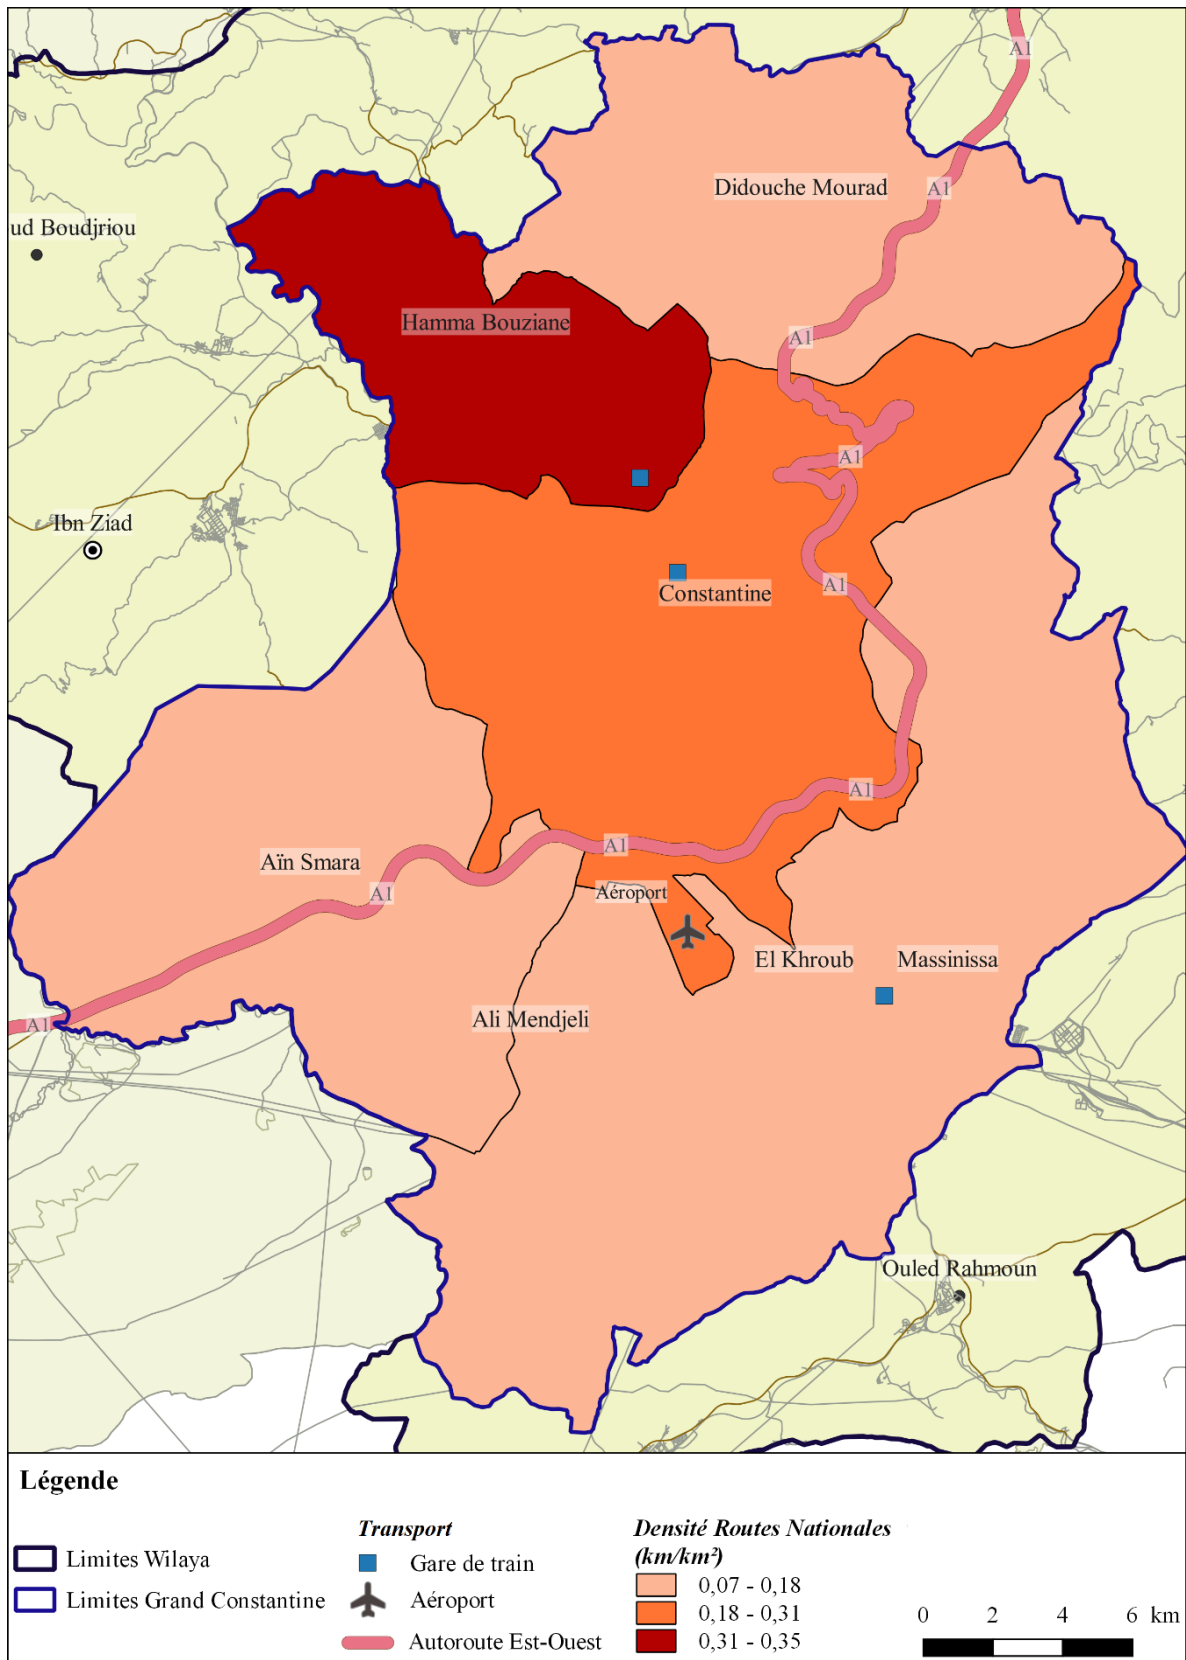 A1
Didouche Mourad
A1
ud Boudjriou
Hamma Bouziane
A1
A1
Ibn Ziad
Constantine
A1
A1
A1
Aïn Smara
A1
Aéroport
El Khroub
Massinissa
Ali Mendjeli
A1
Ouled Rahmoun
Légende
Limites Wilaya
Limites Grand Constantine
Transport
Gare de train
Aéroport
Autoroute Est-Ouest
Densité Routes Nationales
(km/km²)
0,07 - 0,18
0,18 - 0,31
0,31 - 0,35
0 2 4 6 km